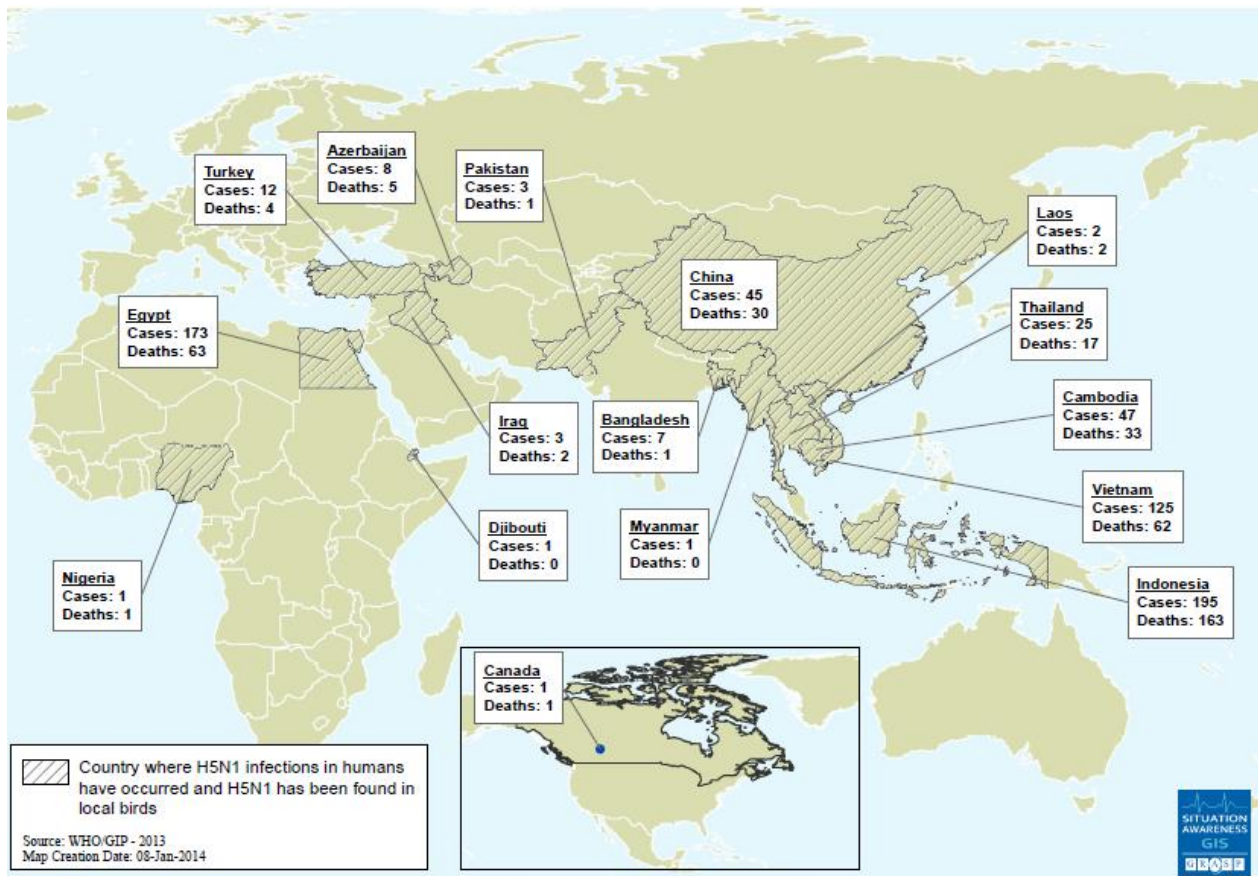 Azerbaijan
Cases: 8
Deaths: 5
Turkey
Cases: 12
Deaths: 4
Pakistan
Cases: 3
Deaths: 1
Laos
Cases: 2
Deaths: 2
China
Cases: 45
Deaths: 30
Thailand
Cases: 25
Deaths: 17
Egypt
Cases: 173
Deaths: 63
Iraq
Cases: 3
Deaths: 2
Bangladesh
Cases: 7
Deaths: 1
Cambodia
Cases: 47
Deaths: 33
Vietnam
Cases: 125
Deaths: 62
Djibouti
Cases: 1
Deaths: 0
Myanmar
Cases: 1
Deaths: 0
Nigeria
Cases: 1
Deaths: 1
Indonesia
Cases: 195
Deaths: 163
Canada
Cases: 1
Deaths: 1
Country where H5N1 infections in humans
have occurred and H5N1 has been found in
local birds
Source: WHO/GIP - 2013
Map Creation Date: 08-Jan-2014
SITUATION
AWARENESS
GIS
GRASP